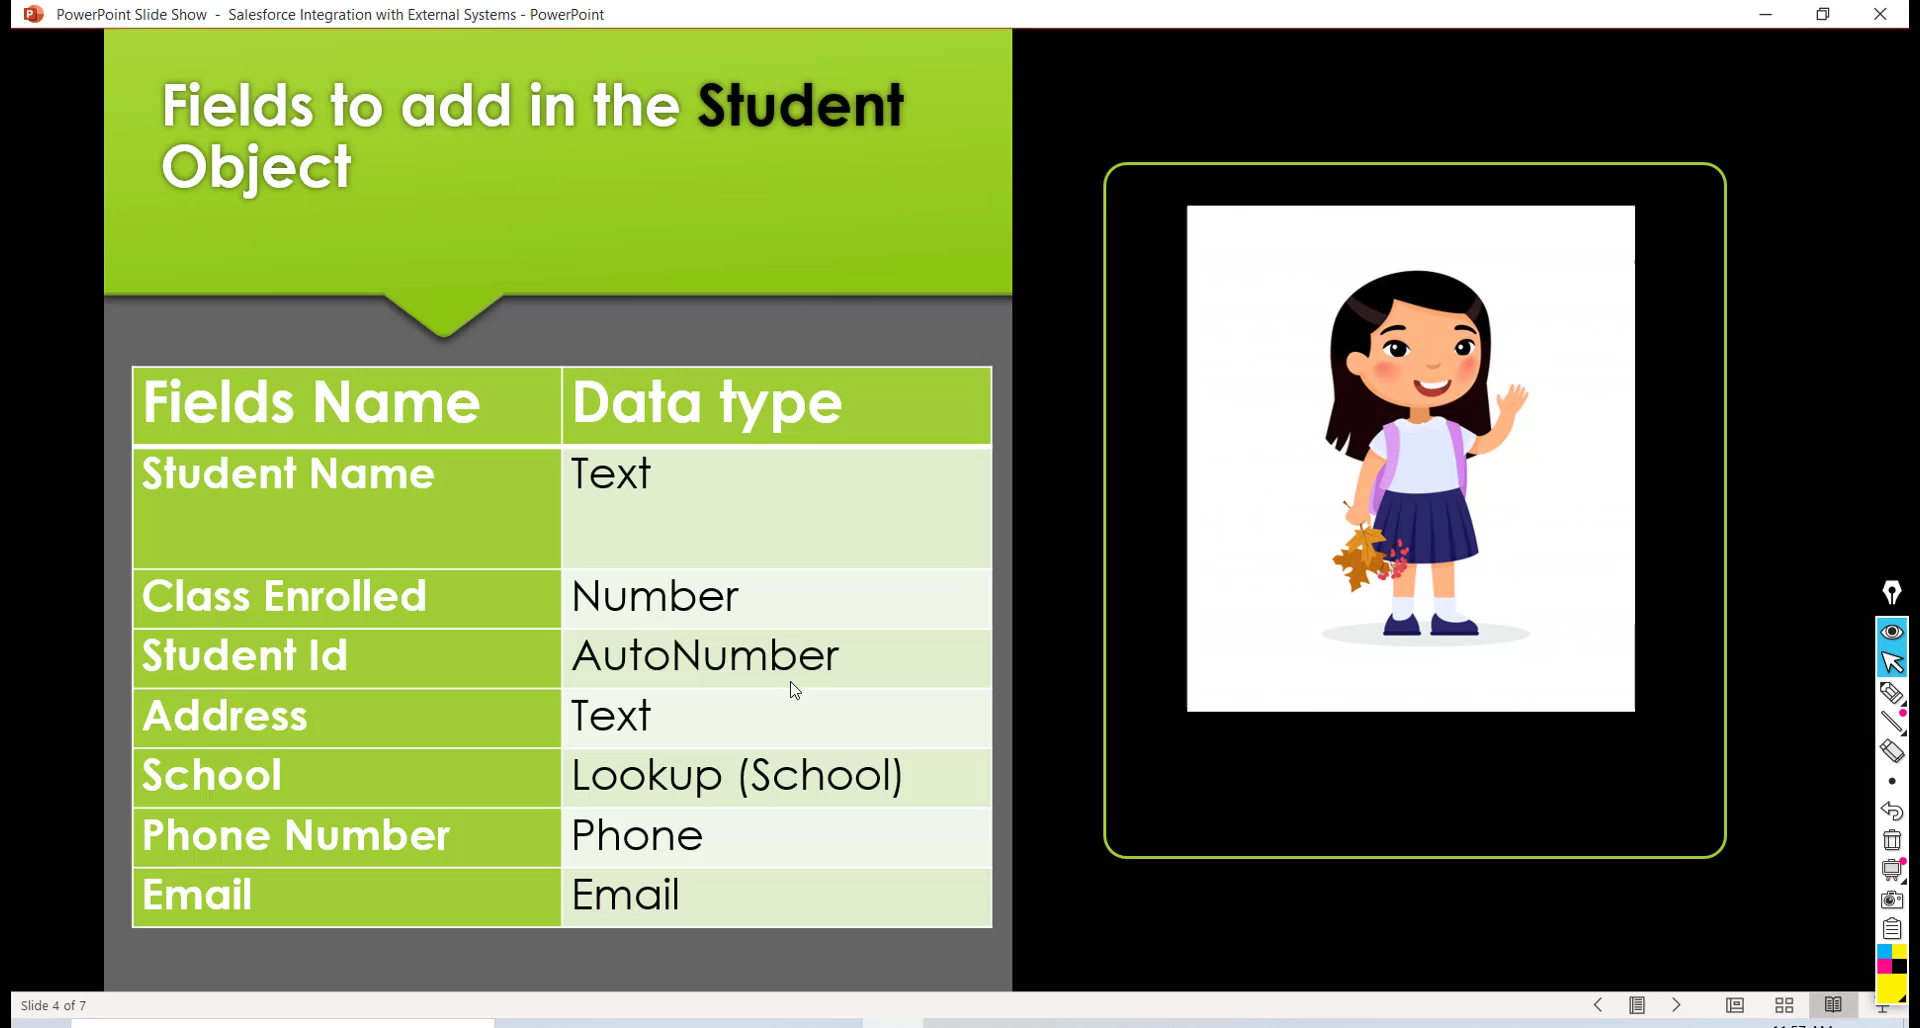 PowerPoint Slide Show - Salesforce Integration with External Systems - PowerPoint
Fields to add in the Student
Object
Fields Name Data type
Student Name Text
Class Enrolled Number
Student Id AutoNumber
Address Text
School Lookup (School)
Phone Number Phone
Email Email
Slide 4 of 7